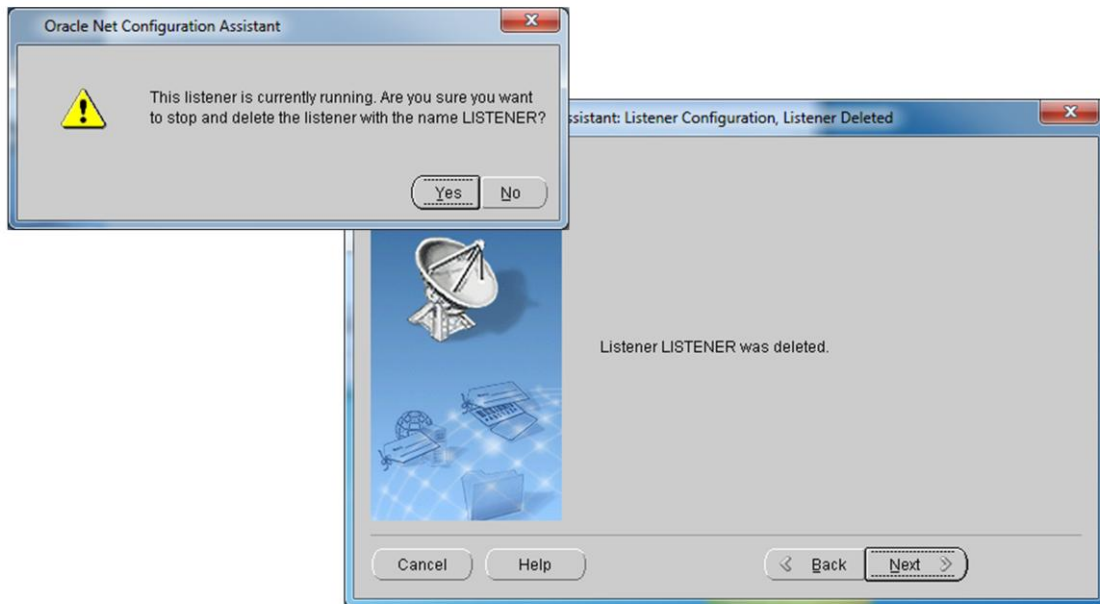 Oracle Net Configuration Assistant
This listener is currently running. Are you sure you want
to stop and delete the listener with the name LISTENER?
Yes No
sistant: Listener Configuration, Listener Deleted
Listener LISTENER was deleted.
Cancel Help Back Next